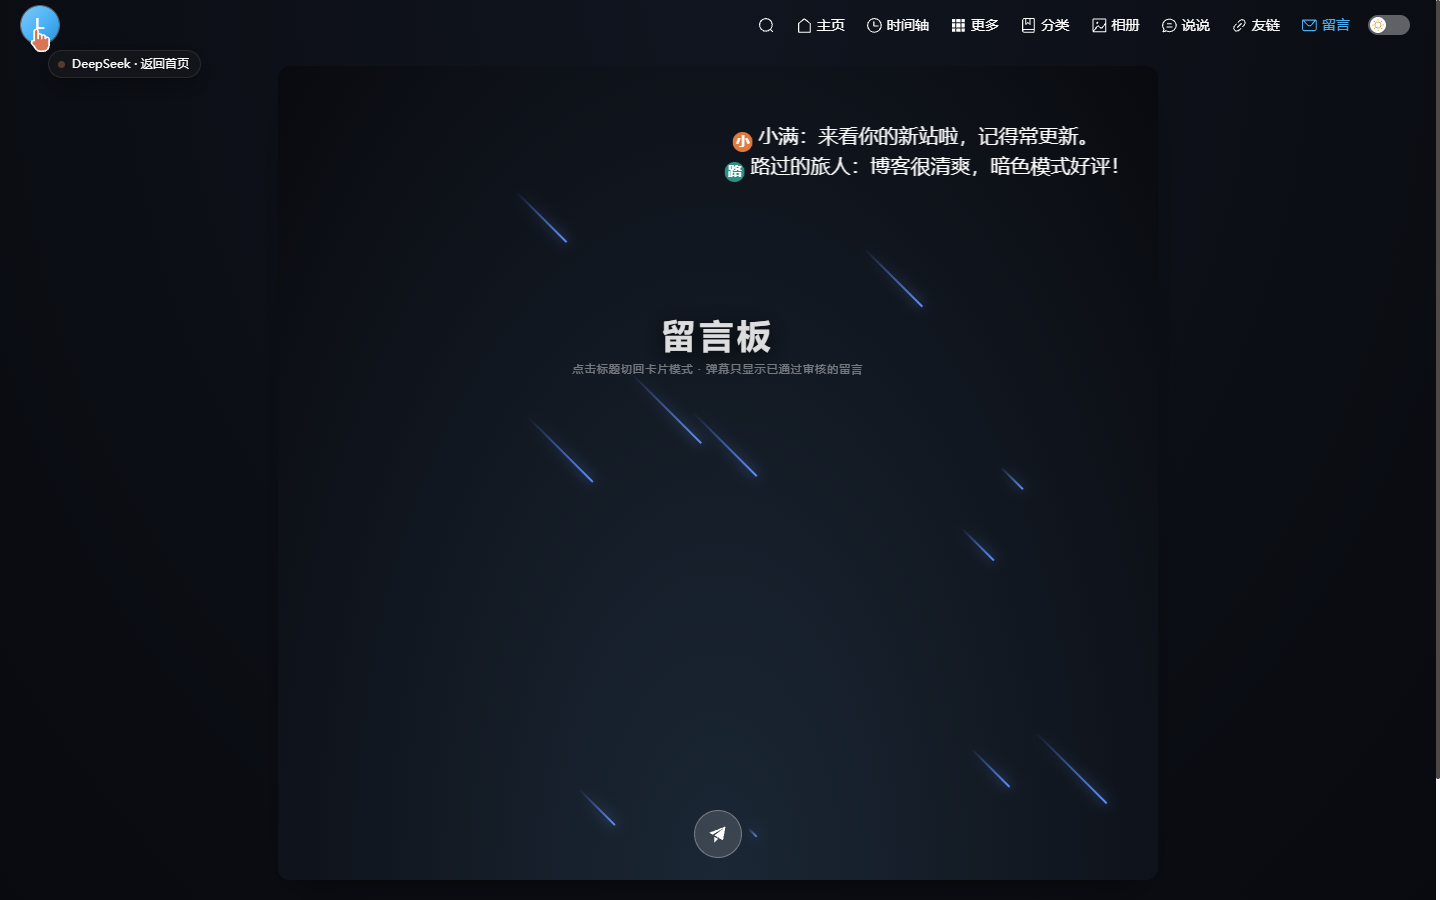 L
主页
时间轴
更多
分类
相册
说说
友链
留言
DeepSeek · 返回首页
小 小满：来看你的新站啦，记得常更新。
路 路过的旅人：博客很清爽，暗色模式好评！
留言板
点击标题切回卡片模式 · 弹幕只显示已通过审核的留言